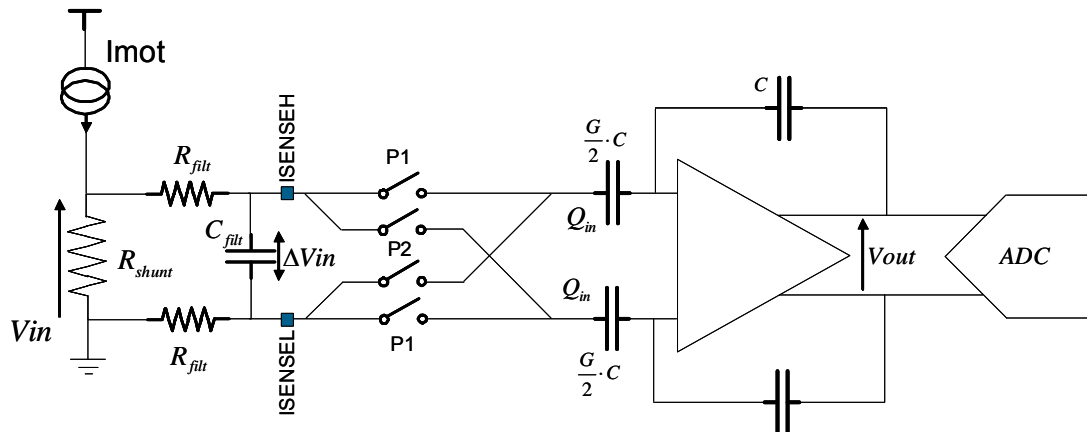 Imot
R_filt
ISENSEH
P1
G/2 · C
C
Q_in
C_filt
ΔVin
P2
R_shunt
Vin
Vout
ADC
Q_in
R_filt
ISENSEL
P1
G/2 · C